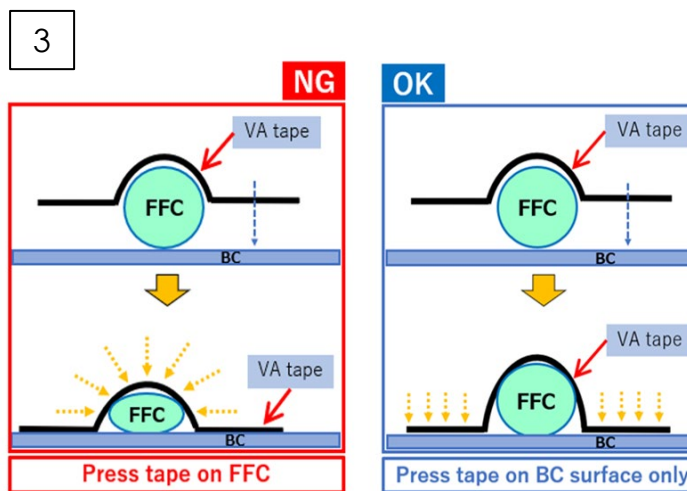 3
NG
VA tape
FFC
BC
VA tape
FFC
BC
Press tape on FFC
OK
VA tape
FFC
BC
VA tape
FFC
BC
Press tape on BC surface only